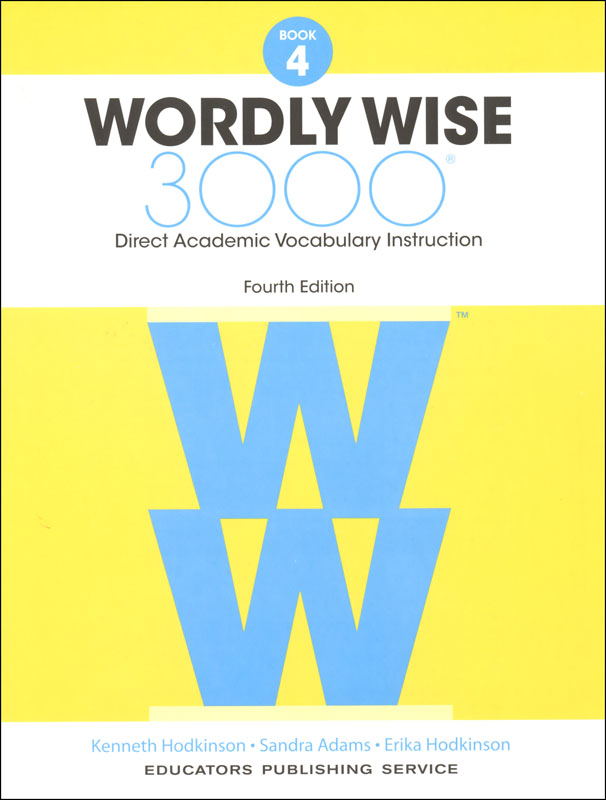 BOOK
4
WORDLY WISE
3000®
Direct Academic Vocabulary Instruction
Fourth Edition
WW™
Kenneth Hodkinson • Sandra Adams • Erika Hodkinson
EDUCATORS PUBLISHING SERVICE